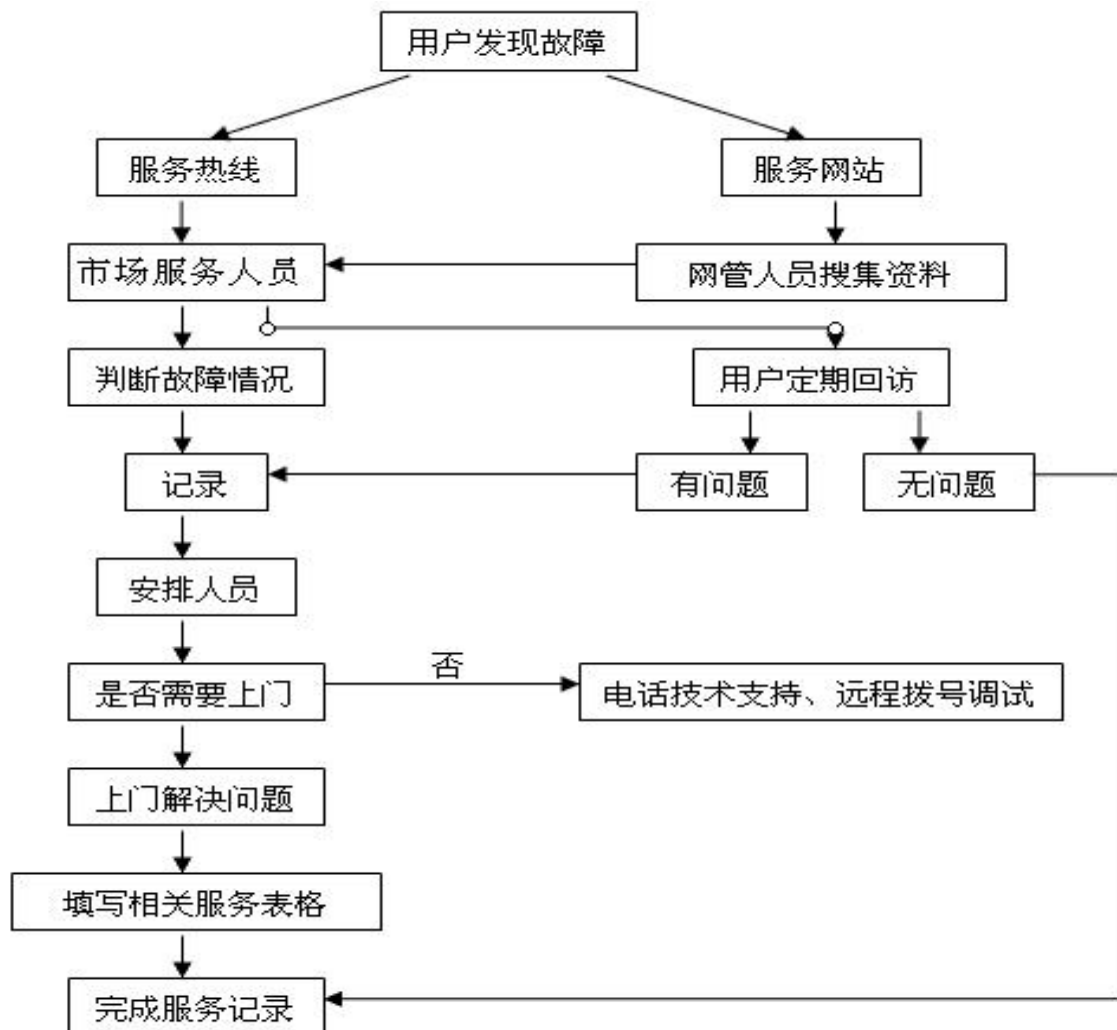 用户发现故障
服务热线
服务网站
市场服务人员
网管人员搜集资料
判断故障情况
用户定期回访
记录
有问题
无问题
安排人员
是否需要上门
否
电话技术支持、远程拨号调试
上门解决问题
填写相关服务表格
完成服务记录